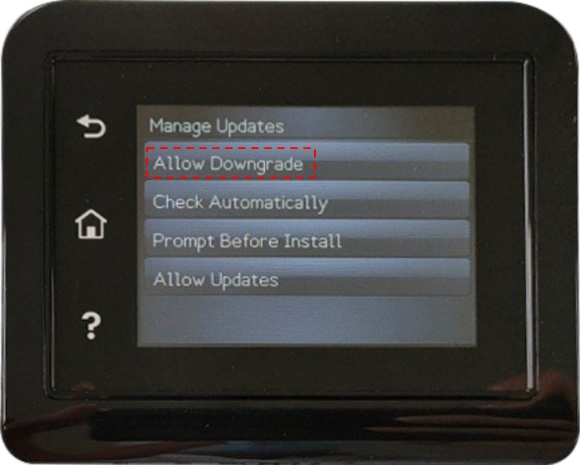 Manage Updates
Allow Downgrade
Check Automatically
Prompt Before Install
Allow Updates
?